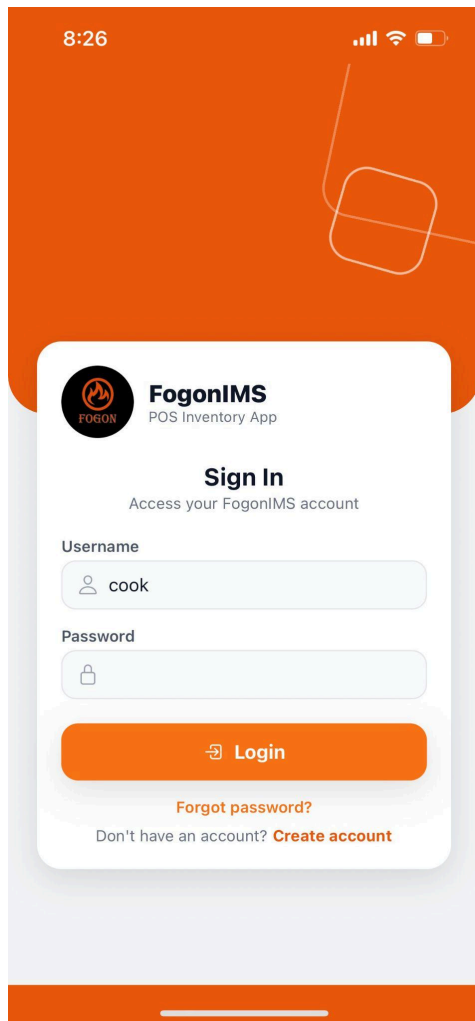 8:26
FOGON
FogonIMS
POS Inventory App
Sign In
Access your FogonIMS account
Username
cook
Password
Login
Forgot password?
Don't have an account? Create account